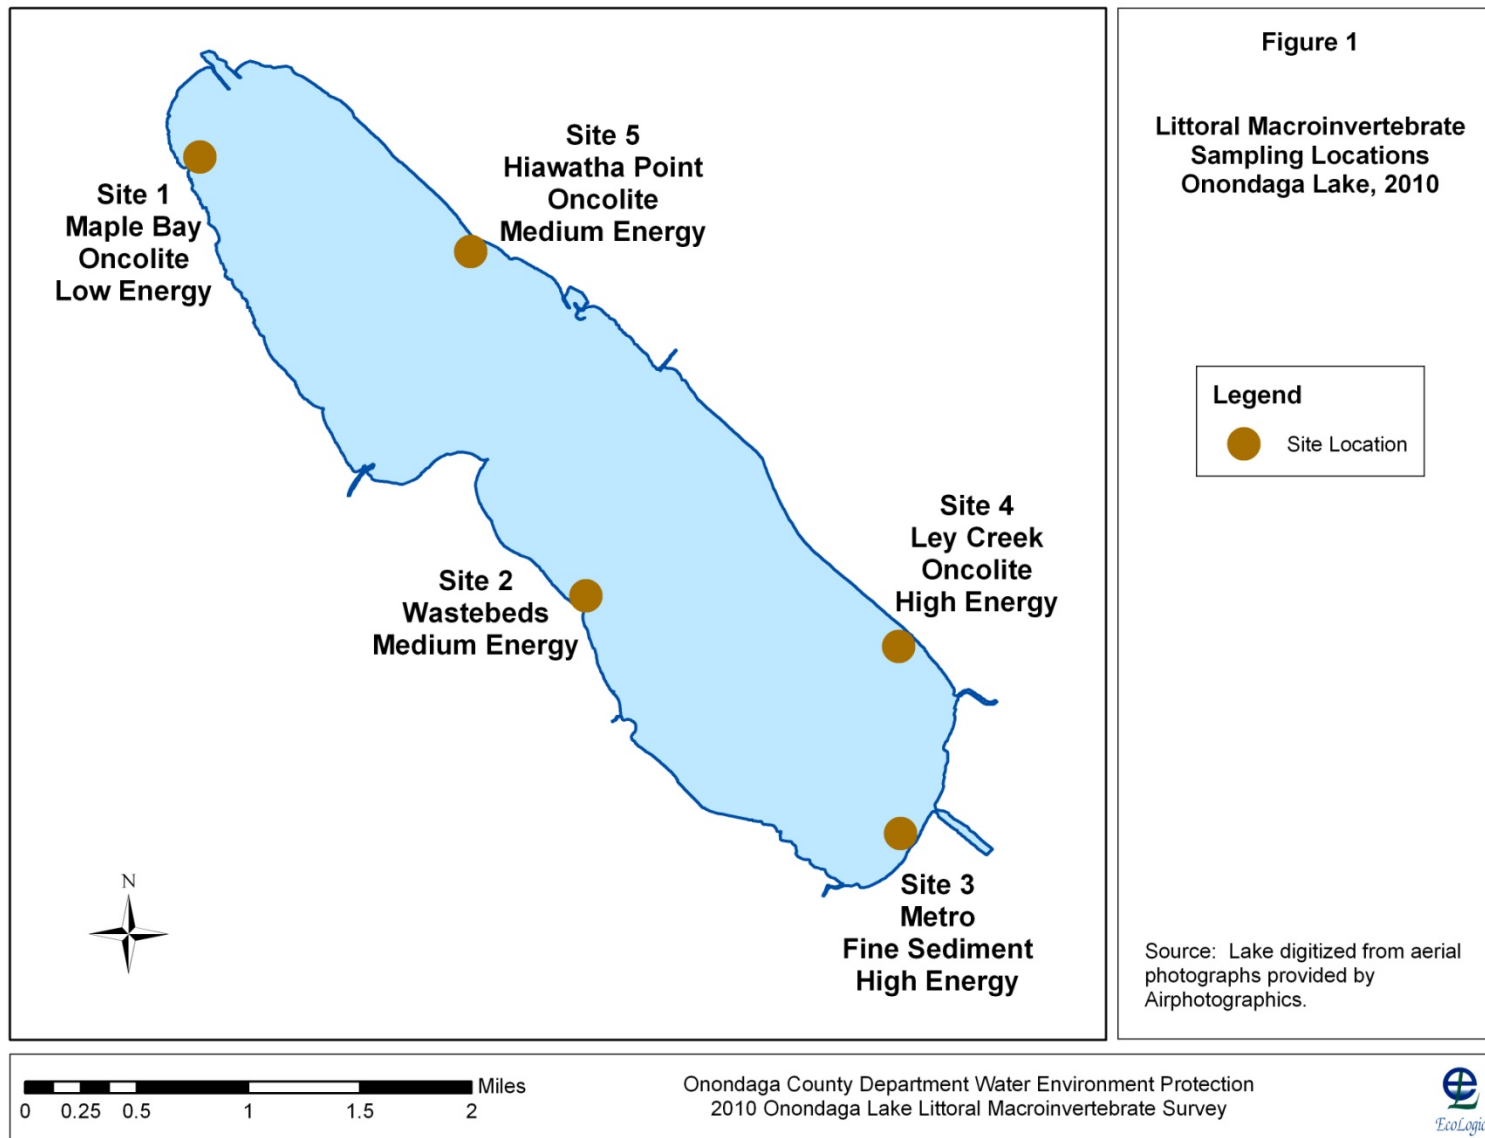 Site 5
Hiawatha Point
Oncolite
Medium Energy
Site 1
Maple Bay
Oncolite
Low Energy
Site 4
Ley Creek
Oncolite
High Energy
Site 2
Wastebeds
Medium Energy
Site 3
Metro
Fine Sediment
High Energy
N
Figure 1
Littoral Macroinvertebrate
Sampling Locations
Onondaga Lake, 2010
Legend
Site Location
Source: Lake digitized from aerial
photographs provided by
Airphotographics.
Miles
0 0.25 0.5 1 1.5 2
Onondaga County Department Water Environment Protection
2010 Onondaga Lake Littoral Macroinvertebrate Survey
EcoLogic